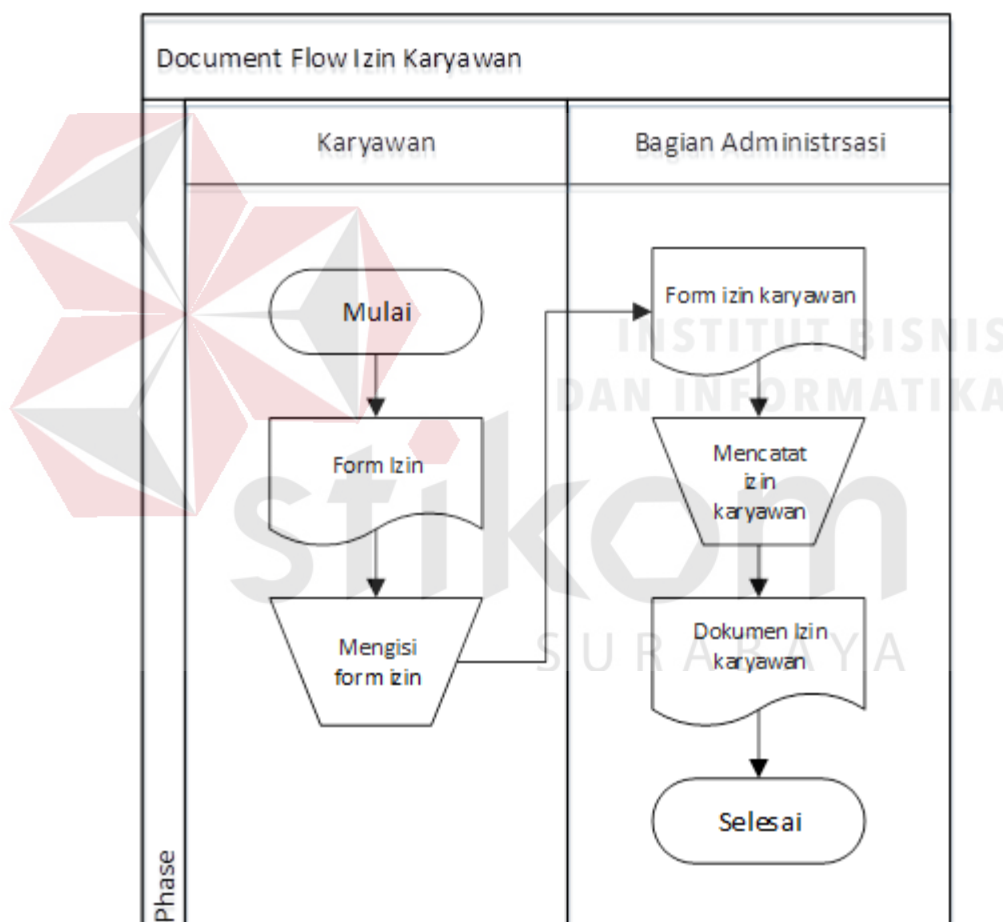 Document Flow Izin Karyawan
Karyawan
Bagian Administrsasi
Mulai
Form Izin
Mengisi
form izin
Form izin karyawan
Mencatat
izin
karyawan
Dokumen Izin
karyawan
Selesai
Phase
INSTITUT BISNIS
DAN INFORMATIKA
stikom
SURABAYA